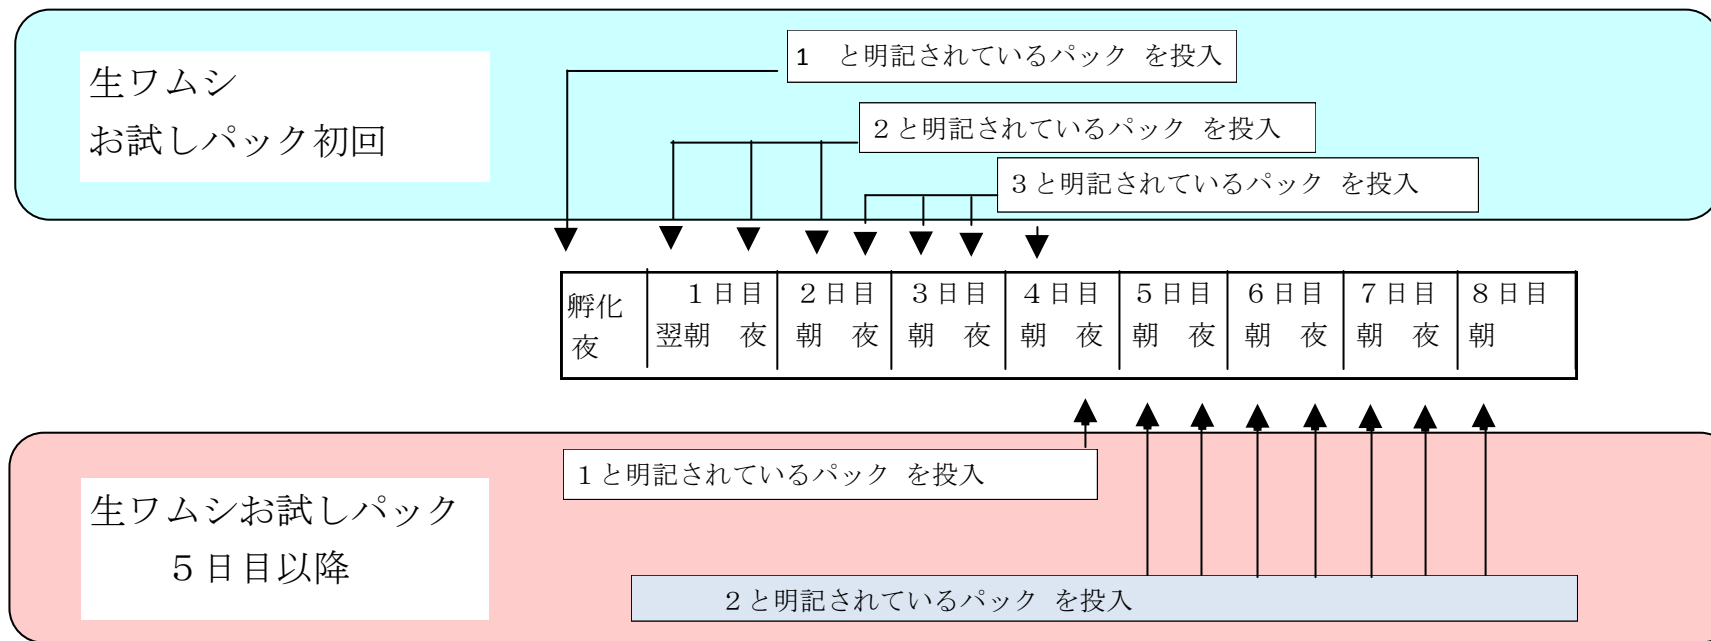 生ワムシ
お試しパック初回
1　と明記されているパック を投入
２と明記されているパック を投入
３と明記されているパック を投入
孵化
夜
１日目
翌朝　夜
２日目
朝　夜
３日目
朝　夜
４日目
朝　夜
５日目
朝　夜
６日目
朝　夜
７日目
朝　夜
８日目
朝
生ワムシお試しパック
５日目以降
１と明記されているパック を投入
２と明記されているパック を投入